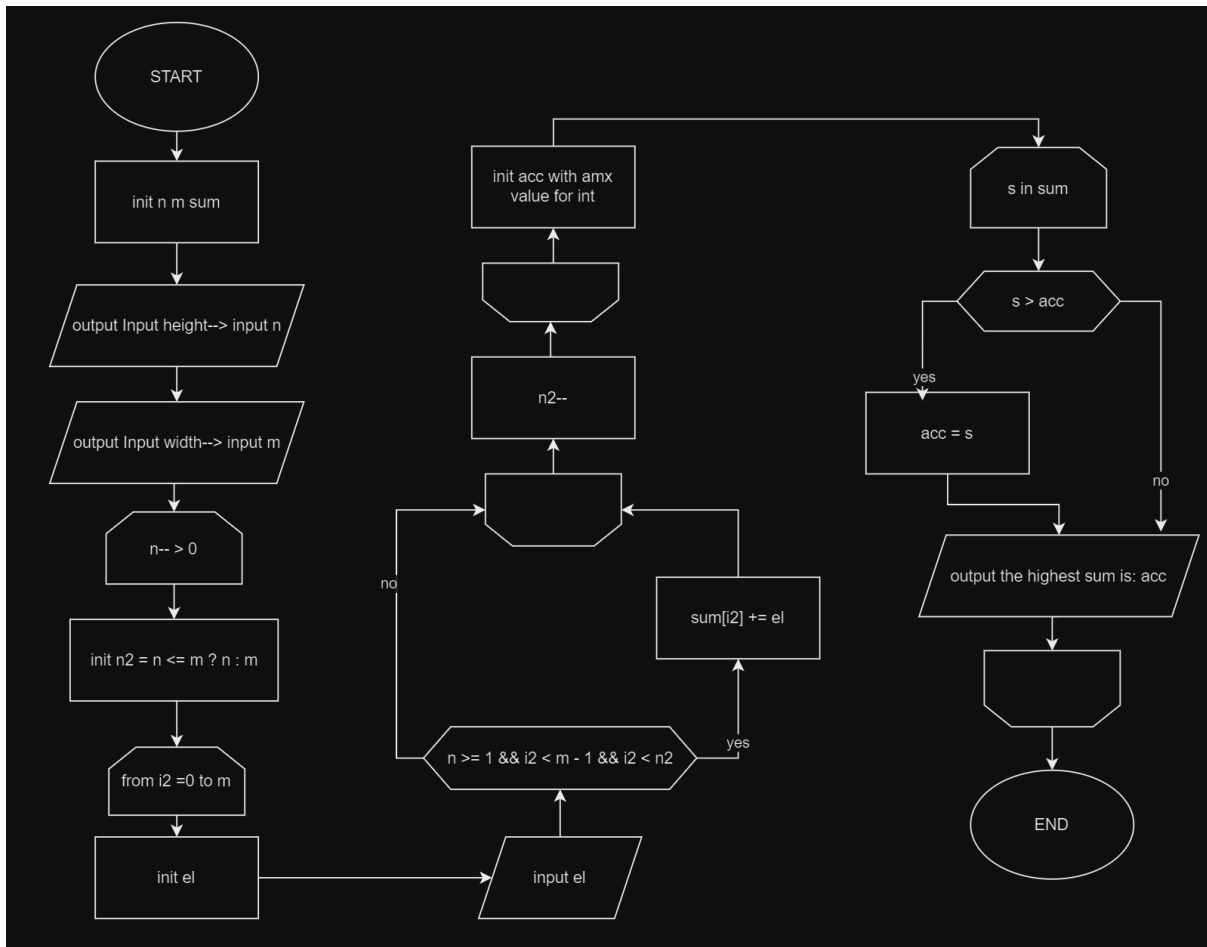 START
init n m sum
output Input height--> input n
output Input width--> input m
n-- > 0
init n2 = n <= m ? n : m
from i2 =0 to m
init el
input el
n >= 1 && i2 < m - 1 && i2 < n2
no
yes
sum[i2] += el
n2--
init acc with amx
value for int
s in sum
s > acc
yes
acc = s
no
output the highest sum is: acc
END